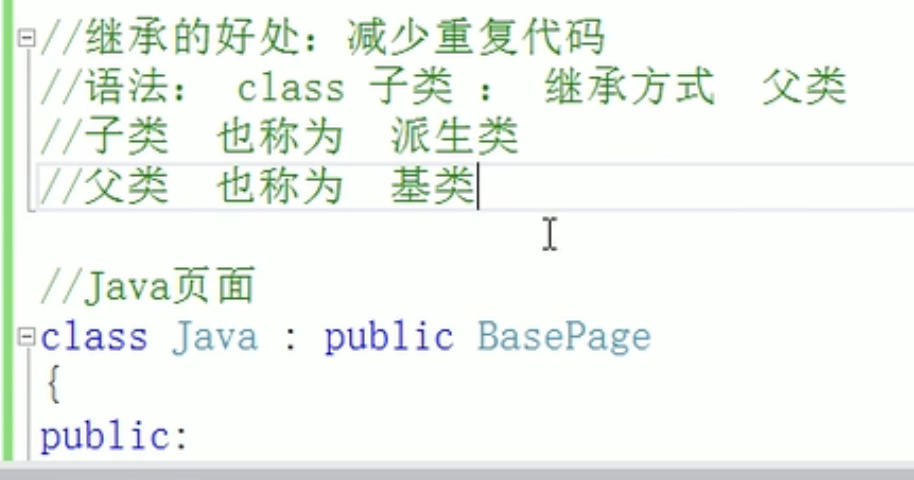 //继承的好处：减少重复代码
//语法： class 子类 ： 继承方式 父类
//子类 也称为 派生类
//父类 也称为 基类
//Java页面
class Java : public BasePage
{
public: